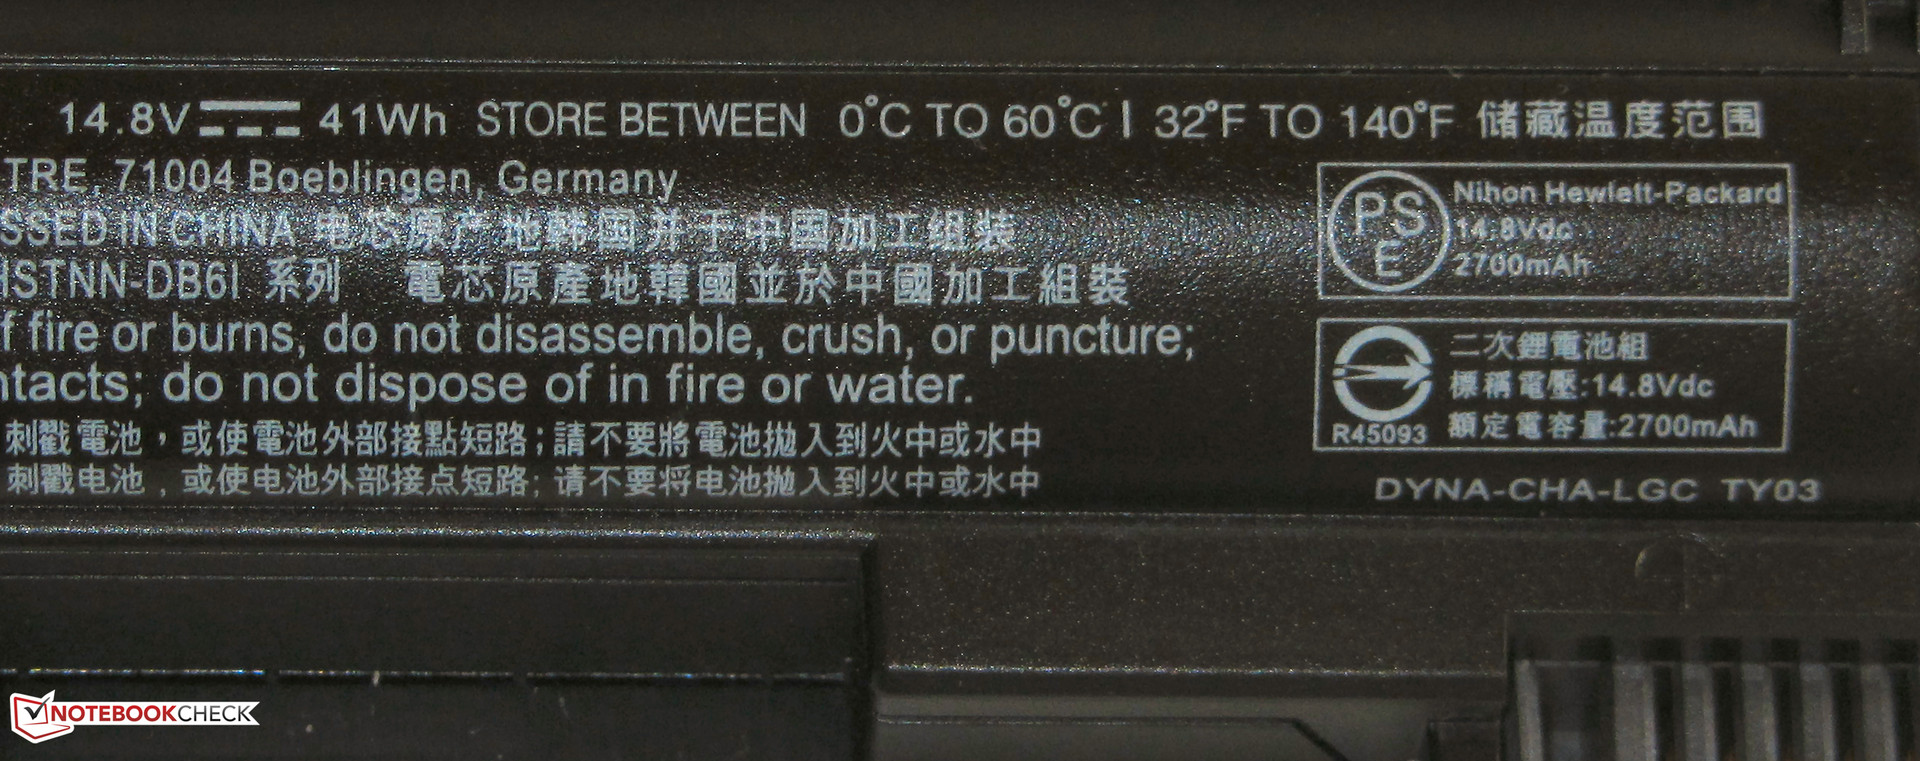 14.8V 41Wh STORE BETWEEN 0°C TO 60°C | 32°F TO 140°F 储藏温度范围
TRE, 71004 Boeblingen, Germany
SSED IN CHINA 电芯原产地韩國并于中國加工组装
HSTNN-DB6I 系列 電芯原產地韓國並於中國加工組裝
f fire or burns, do not disassemble, crush, or puncture;
ntacts; do not dispose of in fire or water.
刺戳電池，或使電池外部接點短路；請不要將電池拋入到火中或水中
刺戳电池，或使电池外部接点短路；请不要将电池抛入到火中或水中
PSE
Nihon Hewlett-Packard
14.8Vdc
2700mAh
二次鋰電池組
標稱電壓:14.8Vdc
額定電容量:2700mAh
R45093
DYNA-CHA-LGC TY03
NOTEBOOKCHECK